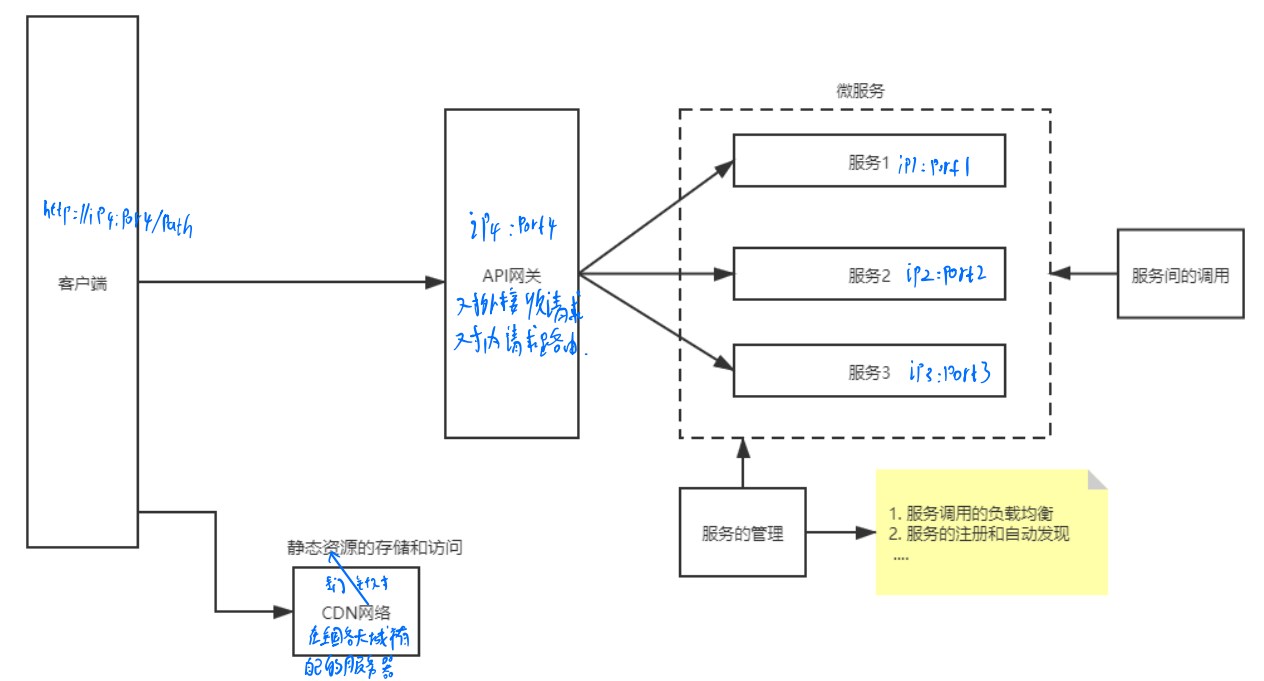 微服务
服务1 ip1:port1
http://ip4:port4/path
ip4:port4
客户端
API网关
服务2 ip2:port2
服务间的调用
对外接收请求
对内请求路由.
服务3 ip3:port3
服务的管理
1. 服务调用的负载均衡
2. 服务的注册和自动发现
....
静态资源的存储和访问
CDN网络
在全国各大城
自己的服务器